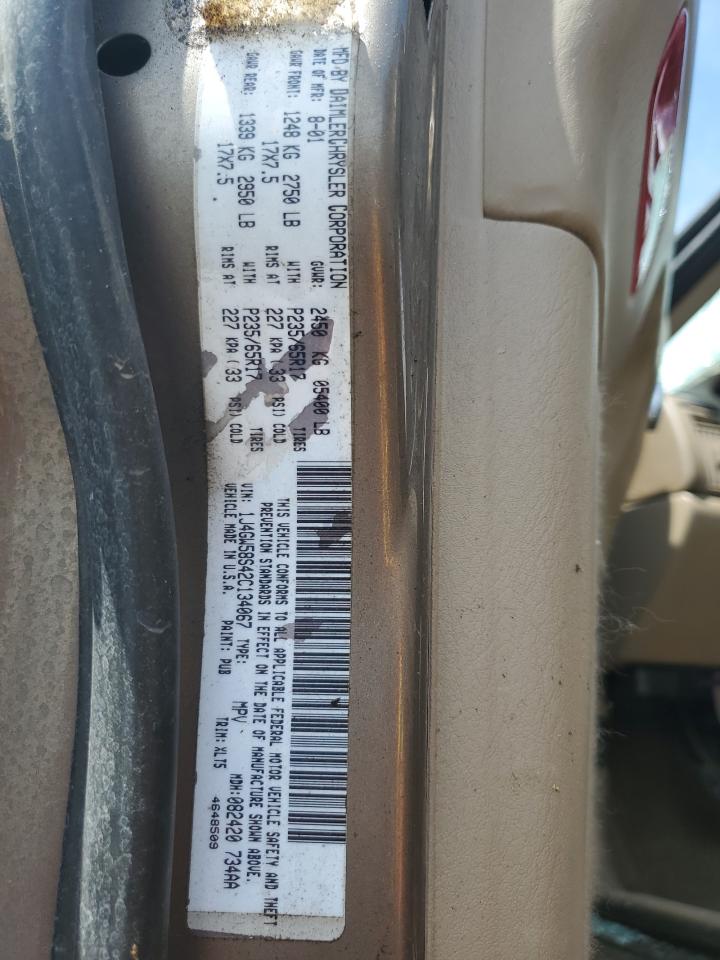 MFD BY DAIMLERCHRYSLER CORPORATION
DATE OF MFR: 8-01 GVWR: 2450 KG 05400 LB
GAWR FRONT: 1248 KG 2750 LB WITH P235/65R17 TIRES
17X7.5 RIMS AT 227 KPA ( 33 PSI) COLD
GAWR REAR: 1339 KG 2950 LB WITH P235/65R17 TIRES
17X7.5 RIMS AT 227 KPA ( 33 PSI) COLD
THIS VEHICLE CONFORMS TO ALL APPLICABLE FEDERAL MOTOR VEHICLE SAFETY AND THEFT
PREVENTION STANDARDS IN EFFECT ON THE DATE OF MANUFACTURE SHOWN ABOVE.
VIN: 1J4GW58S42C134067 TYPE: MPV MDH:082420 734AA
VEHICLE MADE IN U.S.A. PAINT: PUB TRIM: XLT5 4648509